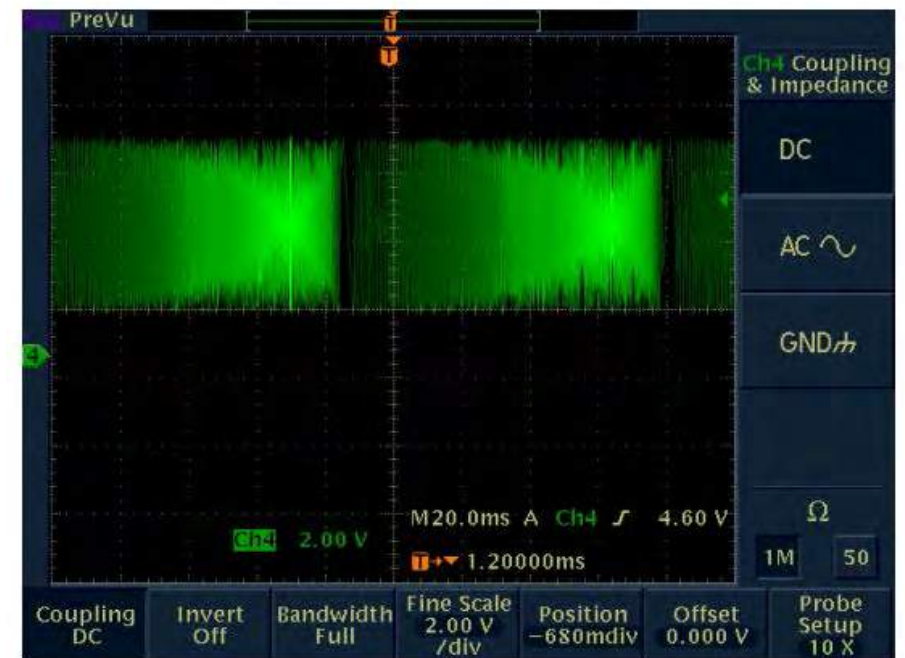 PreVu
Ch4 Coupling
& Impedance
DC
AC
GND
Ω
1M 50
4
M20.0ms A Ch4 4.60 V
Ch4 2.00 V
T 1.20000ms
Coupling
DC
Invert
Off
Bandwidth
Full
Fine Scale
2.00 V
/div
Position
-680mdiv
Offset
0.000 V
Probe
Setup
10 X